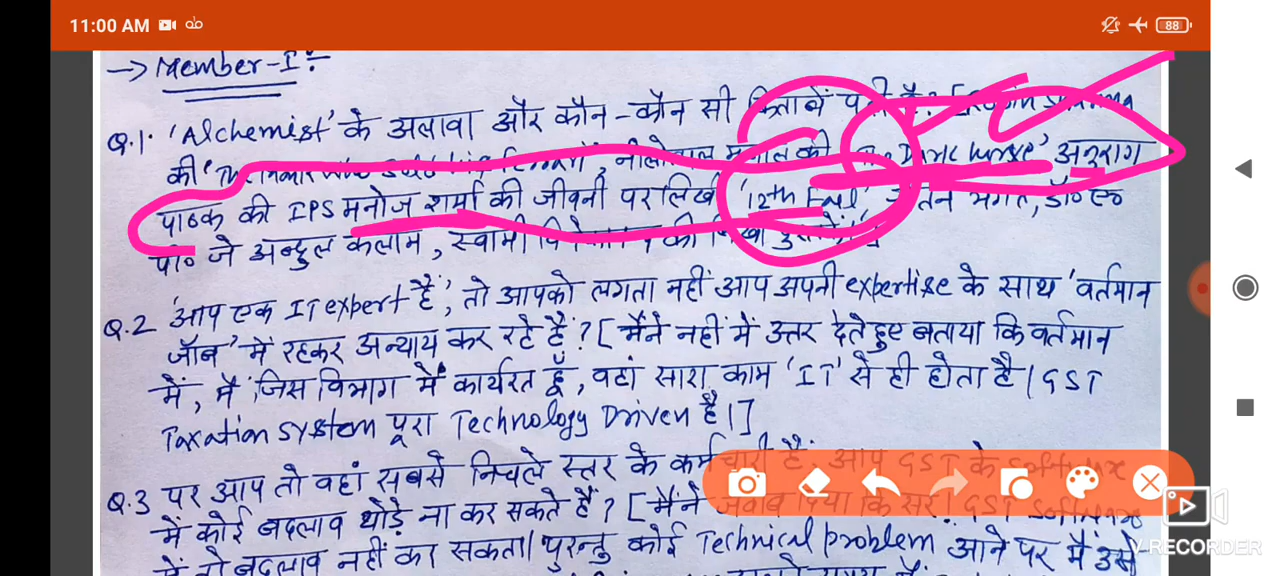 11:00 AM
88
→ Member-I :-
Q.1. 'Alchemist' के अलावा और कौन-कौन सी किताबें पढ़ी है? [
की ' नीलोत्पल मृणाल की 'Dark horse' अनुराग
पाठक की IPS मनोज शर्मा की जीवनी पर लिखी '12th Fail' चेतन भगत, डॉ० ए०
पी० जे अब्दुल कलाम, स्वामी की लिखी
Q.2 'आप एक IT expert हैं', तो आपको लगता नहीं आप अपनी expertise के साथ 'वर्तमान
जॉब' में रहकर अन्याय कर रहे हैं? [मैंने नहीं में उत्तर देते हुए बताया कि वर्तमान
में, मैं जिस विभाग में कार्यरत हूँ, वहां सारा काम 'IT' से ही होता है। GST
Taxation system पूरा Technology Driven है।]
Q.3 पर आप तो वहां सबसे निचले स्तर के कर्मचारी हैं. आप GST के Software
में कोई बदलाव थोड़े ना कर सकते हैं? [मैंने जवाब दिया कि सर। GST Software
में तो बदलाव नहीं का सकता। परन्तु कोई Technical problem आने पर मैं उसे
V RECORDER